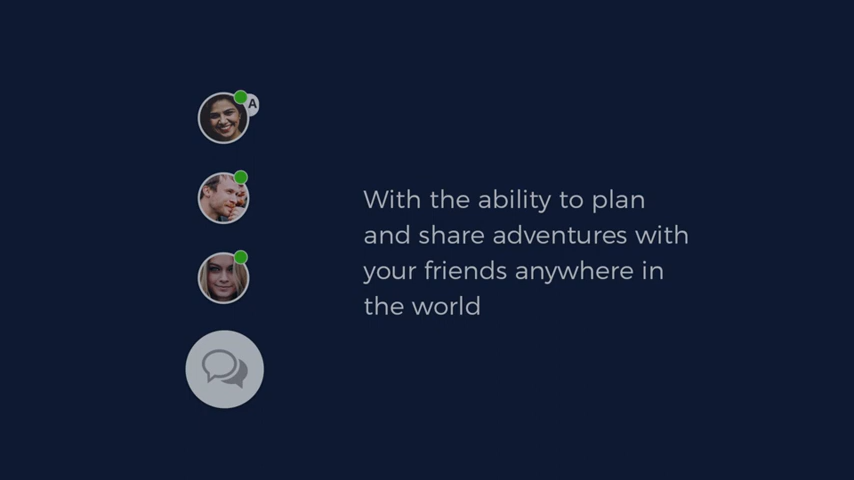 A
With the ability to plan
and share adventures with
your friends anywhere in
the world